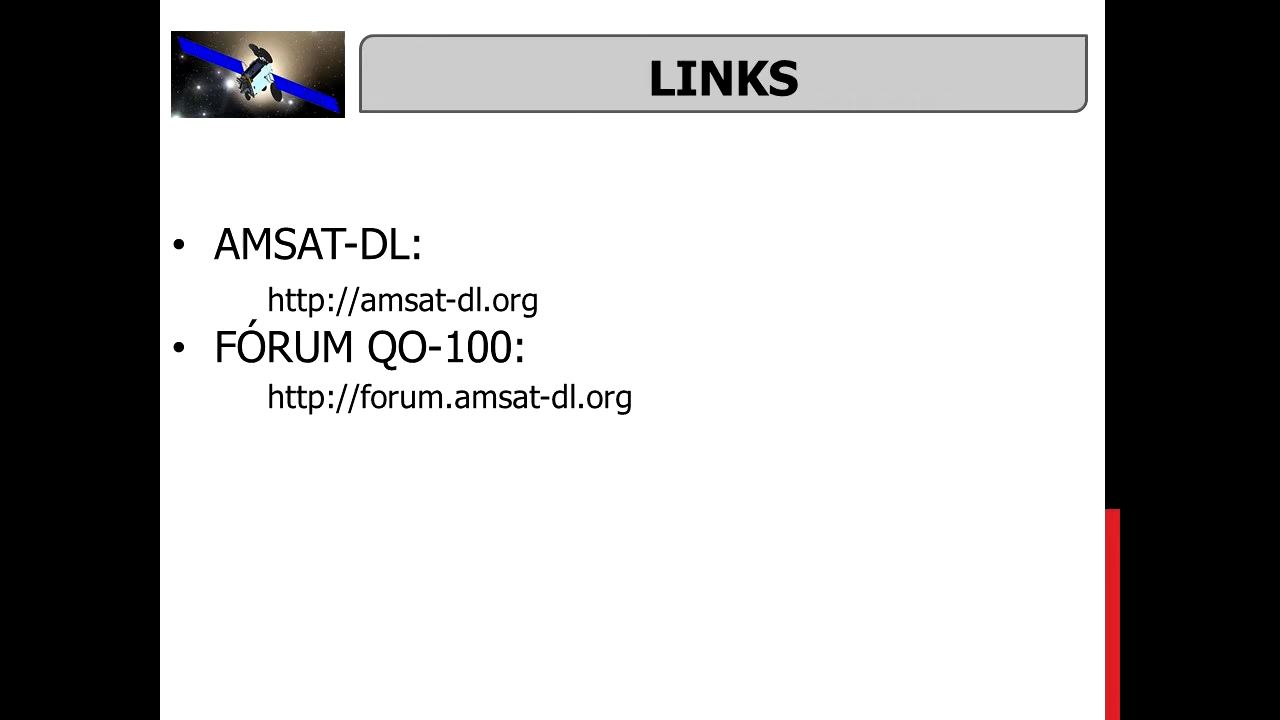 LINKS
• AMSAT-DL:
http://amsat-dl.org
• FÓRUM QO-100:
http://forum.amsat-dl.org